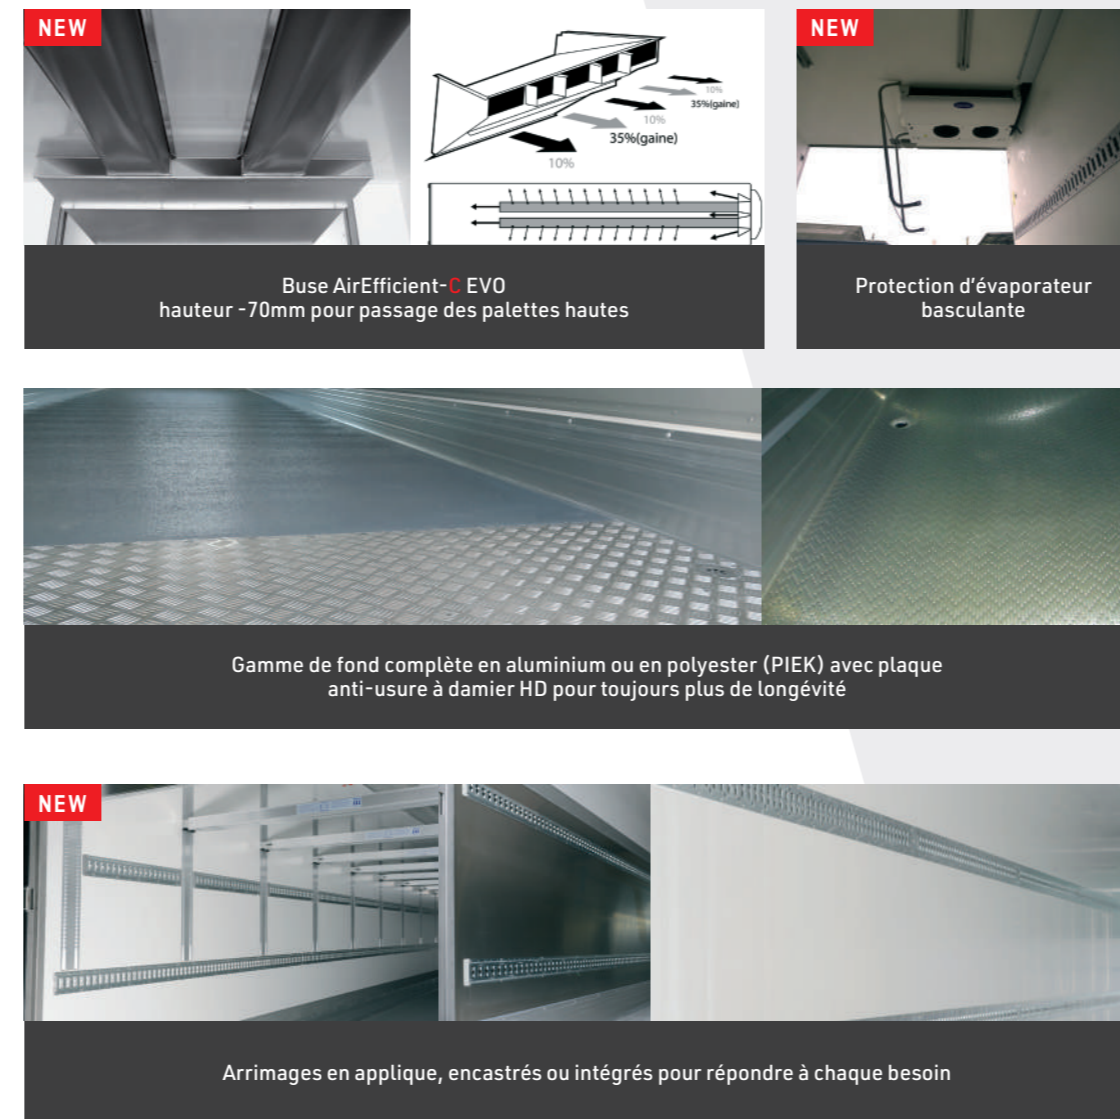 NEW
10%
35%(gaine)
10%
35%(gaine)
10%
Buse AirEfficient-C EVO
hauteur -70mm pour passage des palettes hautes
NEW
Protection d'évaporateur
basculante
Gamme de fond complète en aluminium ou en polyester (PIEK) avec plaque
anti-usure à damier HD pour toujours plus de longévité
NEW
Arrimages en applique, encastrés ou intégrés pour répondre à chaque besoin